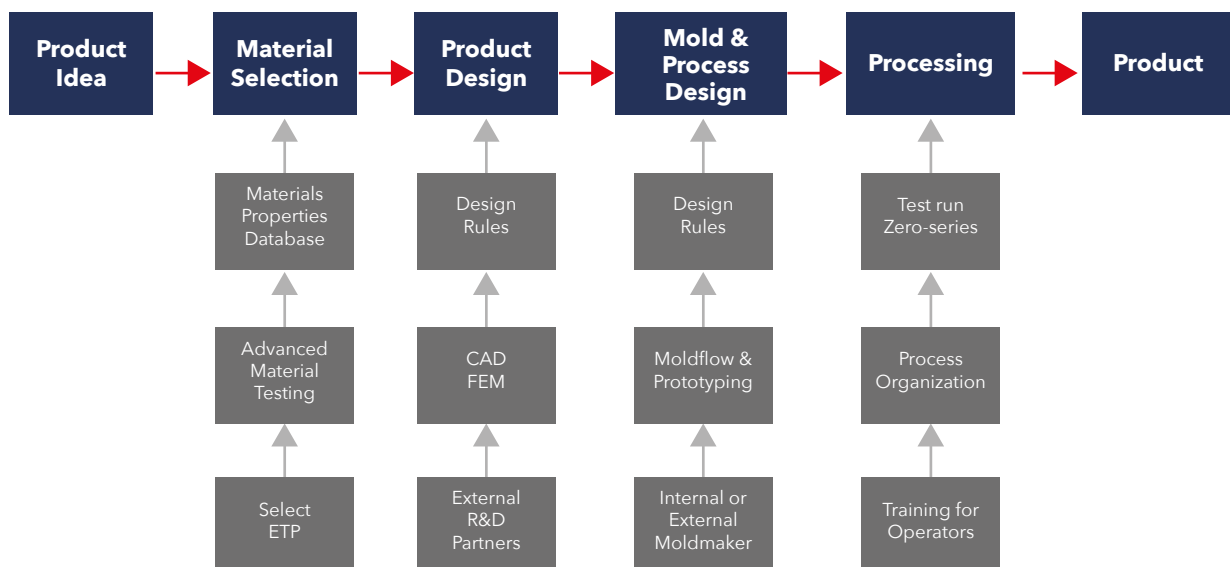 Product
Idea
Material
Selection
Product
Design
Mold &
Process
Design
Processing
Product
Materials
Properties
Database
Design
Rules
Design
Rules
Test run
Zero-series
Advanced
Material
Testing
CAD
FEM
Moldflow &
Prototyping
Process
Organization
Select
ETP
External
R&D
Partners
Internal or
External
Moldmaker
Training for
Operators